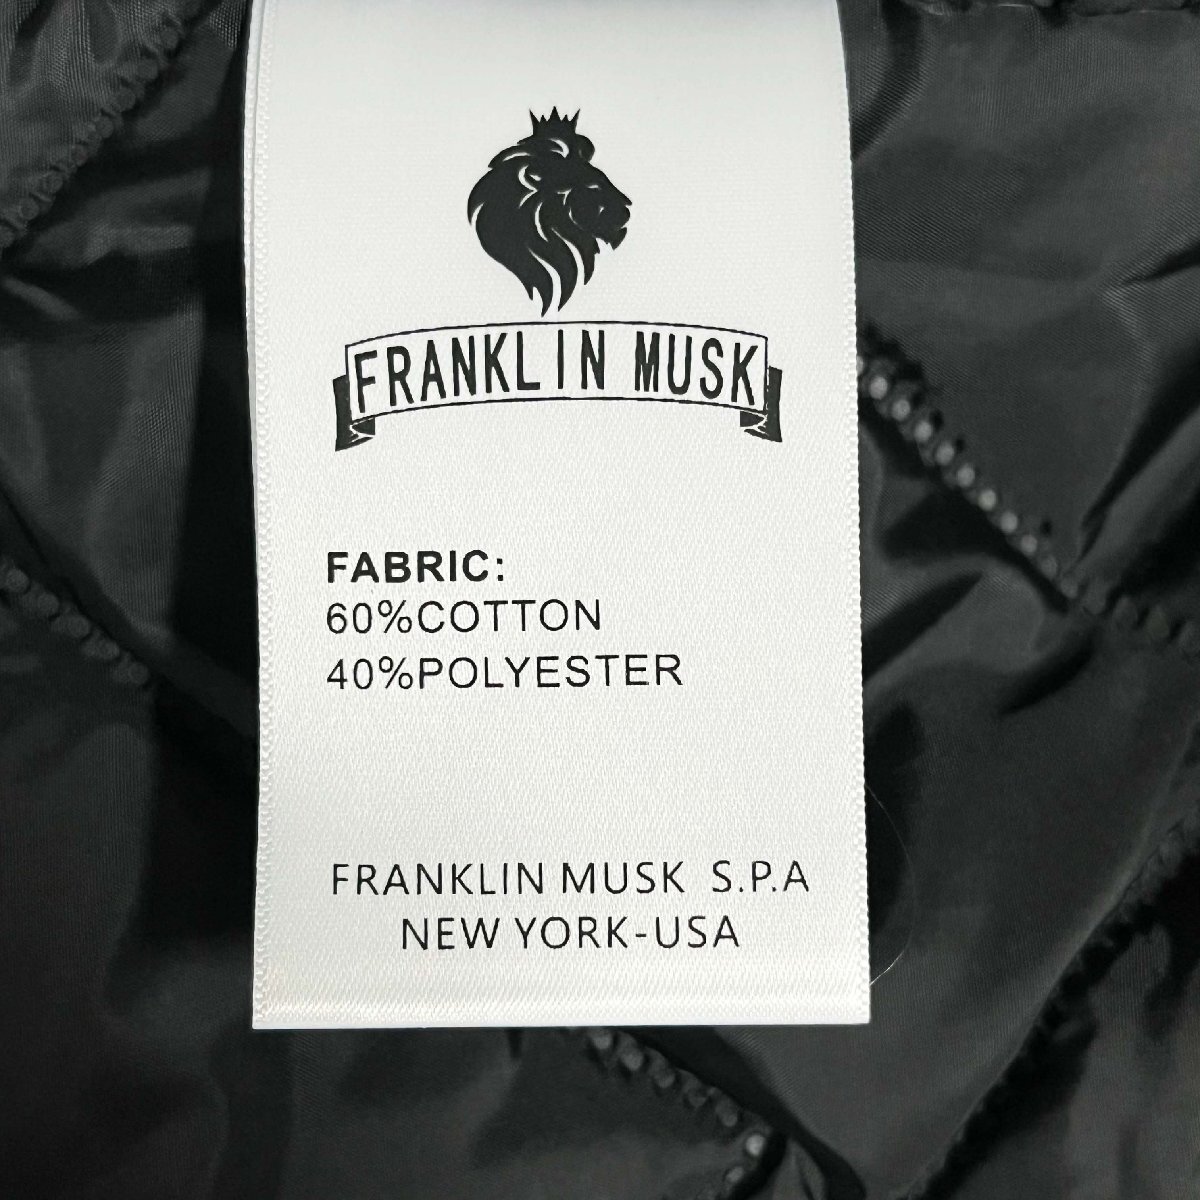 FRANKLIN MUSK
FABRIC:
60%COTTON
40%POLYESTER
FRANKLIN MUSK S.P.A
NEW YORK-USA